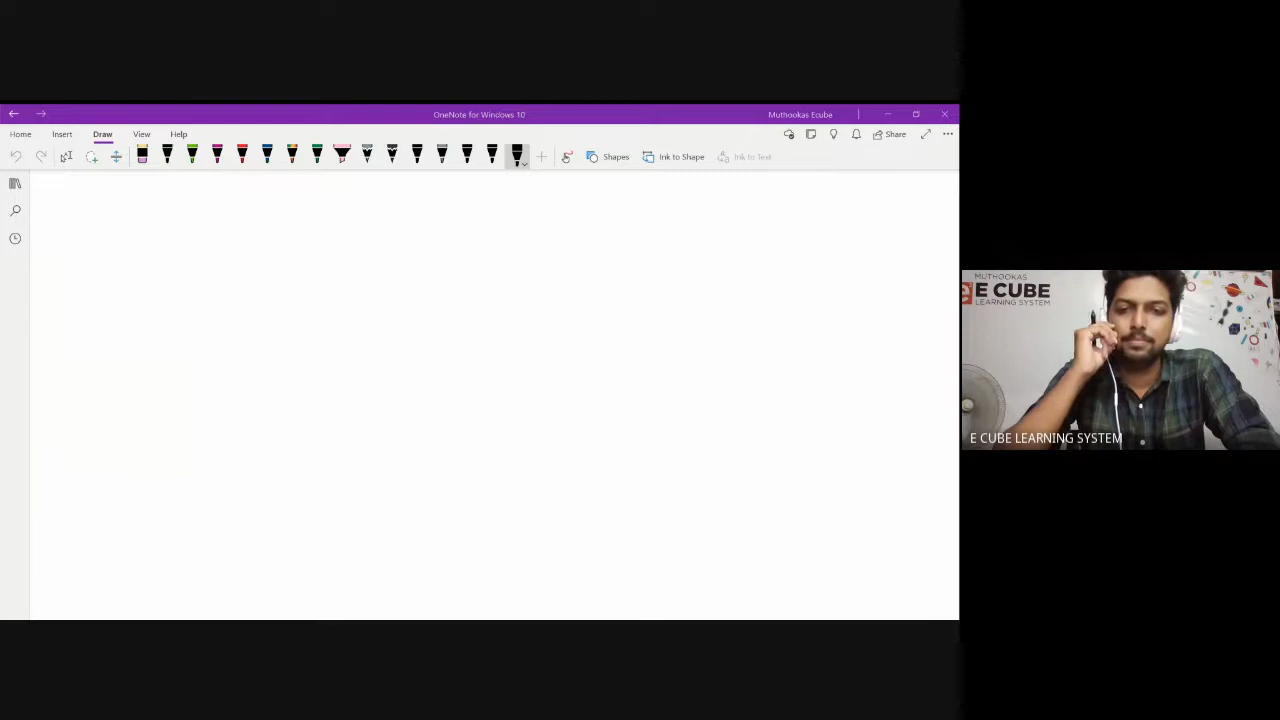 OneNote for Windows 10
Muthookas Ecube
Home Insert Draw View Help
Share
Shapes
Ink to Shape
Ink to Text
MUTHOOKAS
E CUBE
LEARNING SYSTEM
E CUBE LEARNING SYSTEM